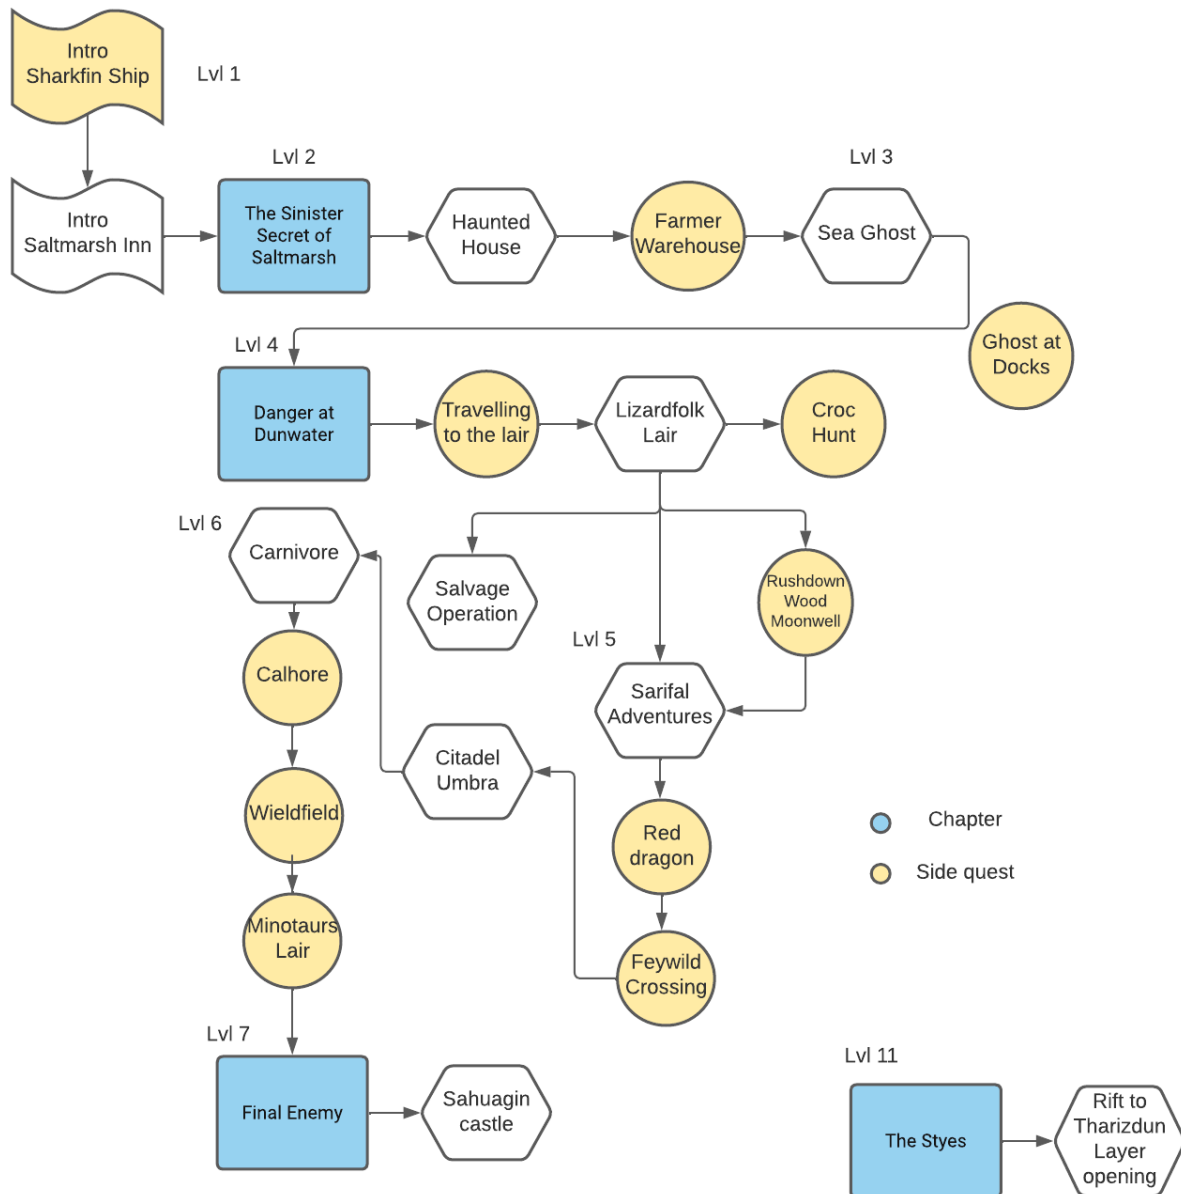 Intro
Sharkfin Ship
Lvl 1
Lvl 2
Lvl 3
Intro
Saltmarsh Inn
The Sinister
Secret of
Saltmarsh
Haunted
House
Farmer
Warehouse
Sea Ghost
Ghost at
Docks
Lvl 4
Danger at
Dunwater
Travelling
to the lair
Lizardfolk
Lair
Croc
Hunt
Lvl 6
Carnivore
Salvage
Operation
Rushdown
Wood
Moonwell
Lvl 5
Calhore
Sarifal
Adventures
Citadel
Umbra
Wieldfield
Red
dragon
Chapter
Side quest
Minotaurs
Lair
Feywild
Crossing
Lvl 7
Final Enemy
Sahuagin
castle
Lvl 11
The Styes
Rift to
Tharizdun
Layer
opening